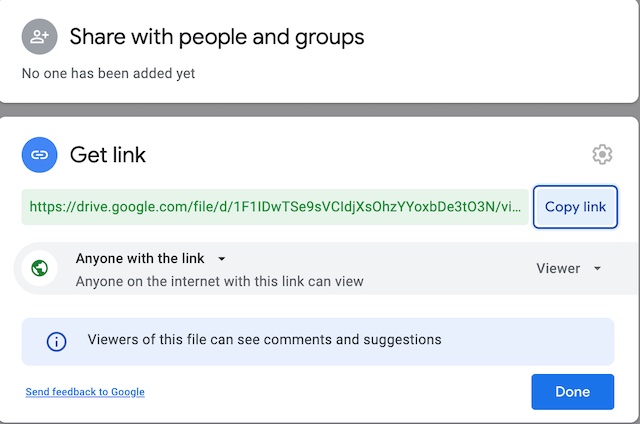 Share with people and groups
No one has been added yet
Get link
https://drive.google.com/file/d/1F1IDwTSe9sVCIdjXsOhzYYoxbDe3tO3N/vi...
Copy link
Anyone with the link
Anyone on the internet with this link can view
Viewer
Viewers of this file can see comments and suggestions
Send feedback to Google
Done